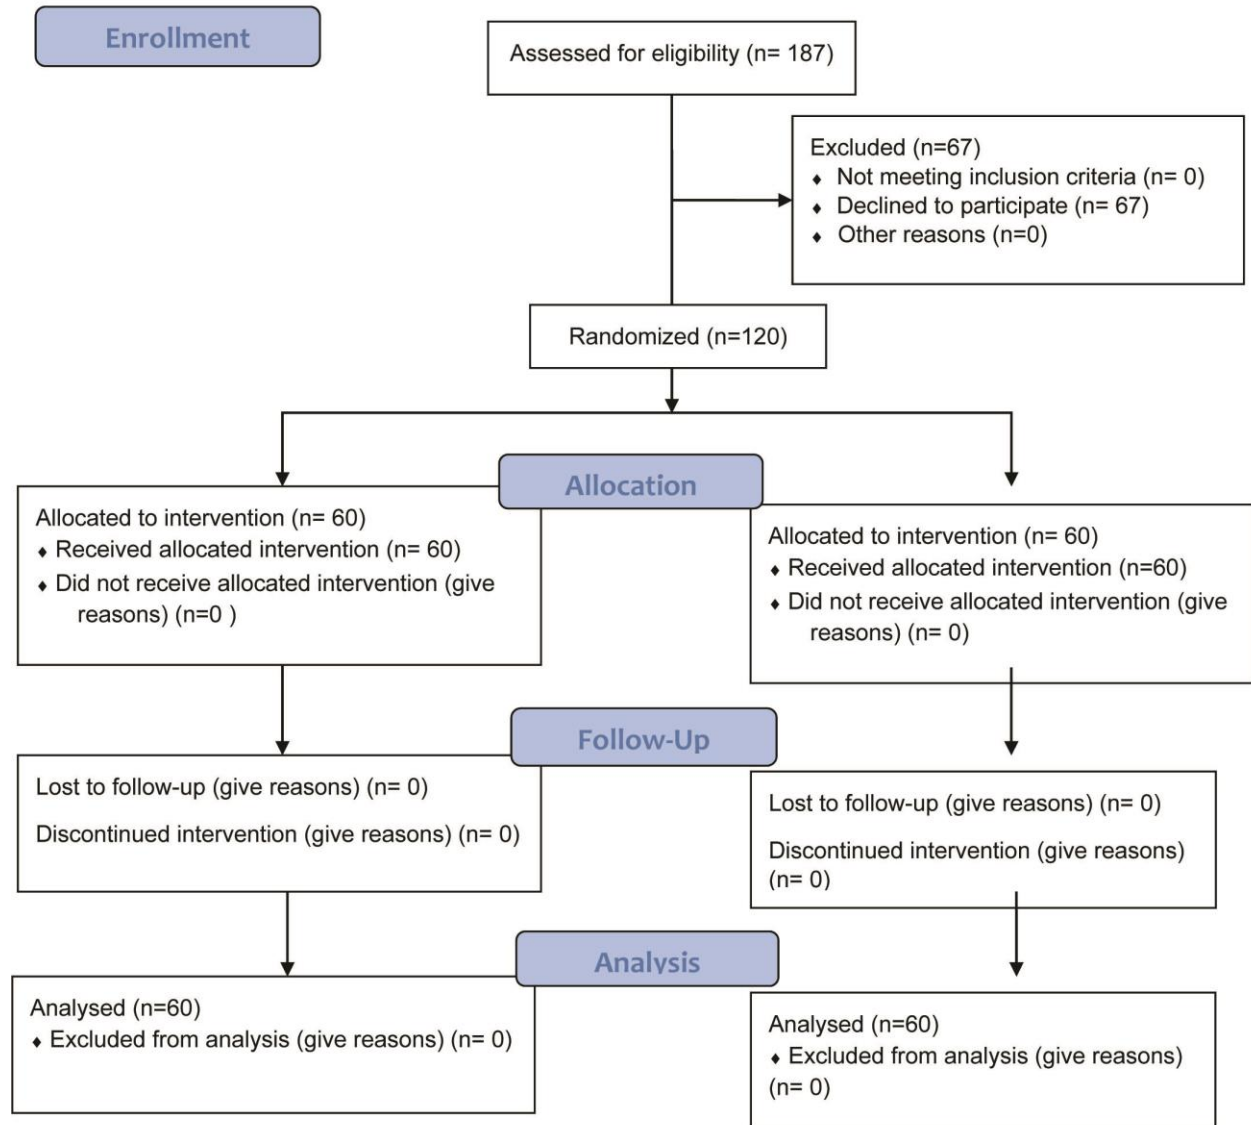 Enrollment
Assessed for eligibility (n= 187)
Excluded (n=67)
♦ Not meeting inclusion criteria (n= 0)
♦ Declined to participate (n= 67)
♦ Other reasons (n=0)
Randomized (n=120)
Allocation
Allocated to intervention (n= 60)
♦ Received allocated intervention (n= 60)
♦ Did not receive allocated intervention (give
reasons) (n=0 )
Allocated to intervention (n= 60)
♦ Received allocated intervention (n=60)
♦ Did not receive allocated intervention (give
reasons) (n= 0)
Follow-Up
Lost to follow-up (give reasons) (n= 0)
Discontinued intervention (give reasons) (n= 0)
Lost to follow-up (give reasons) (n= 0)
Discontinued intervention (give reasons)
(n= 0)
Analysis
Analysed (n=60)
♦ Excluded from analysis (give reasons) (n= 0)
Analysed (n=60)
♦ Excluded from analysis (give reasons)
(n= 0)